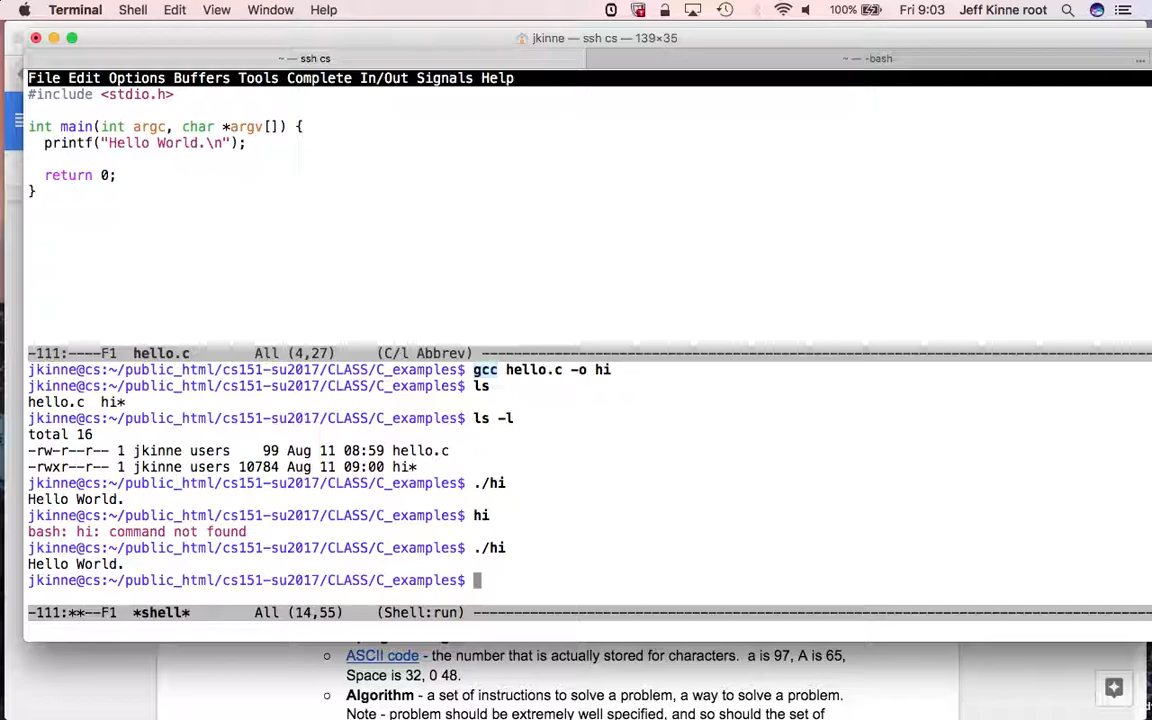 Terminal Shell Edit View Window Help 100% Fri 9:03 Jeff Kinne root
jkinne — ssh cs — 139×35
~ — ssh cs ~ — -bash ...
File Edit Options Buffers Tools Complete In/Out Signals Help
#include <stdio.h>
int main(int argc, char *argv[]) {
printf("Hello World.\n");
return 0;
}
-111:----F1 hello.c All (4,27) (C/l Abbrev) --------------------
jkinne@cs:~/public_html/cs151-su2017/CLASS/C_examples$ gcc hello.c -o hi
jkinne@cs:~/public_html/cs151-su2017/CLASS/C_examples$ ls
hello.c hi*
jkinne@cs:~/public_html/cs151-su2017/CLASS/C_examples$ ls -l
total 16
-rw-r--r-- 1 jkinne users 99 Aug 11 08:59 hello.c
-rwxr--r-- 1 jkinne users 10784 Aug 11 09:00 hi*
jkinne@cs:~/public_html/cs151-su2017/CLASS/C_examples$ ./hi
Hello World.
jkinne@cs:~/public_html/cs151-su2017/CLASS/C_examples$ hi
bash: hi: command not found
jkinne@cs:~/public_html/cs151-su2017/CLASS/C_examples$ ./hi
Hello World.
jkinne@cs:~/public_html/cs151-su2017/CLASS/C_examples$
-111:**--F1 *shell* All (14,55) (Shell:run) --------------------
ASCII code - the number that is actually stored for characters. a is 97, A is 65,
Space is 32, 0 48.
Algorithm - a set of instructions to solve a problem, a way to solve a problem.
Note - problem should be extremely well specified, and so should the set of